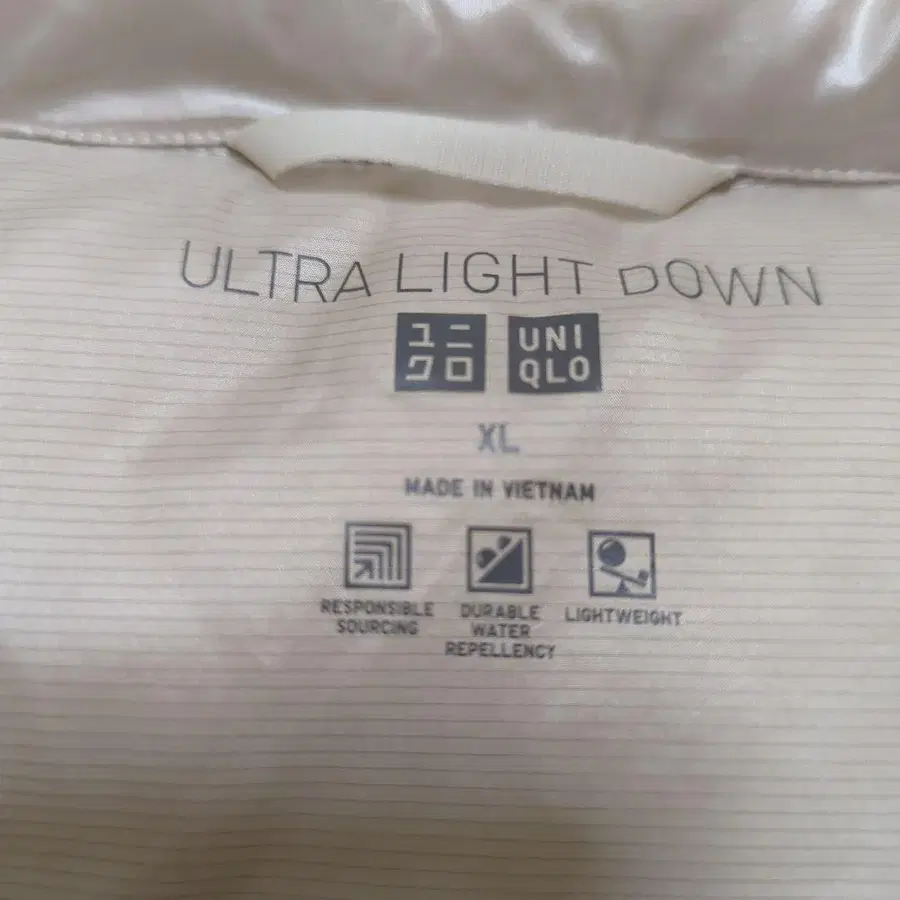 ULTRA LIGHT DOWN
ユニ
クロ
UNI
QLO
XL
MADE IN VIETNAM
RESPONSIBLE
SOURCING
DURABLE
WATER
REPELLENCY
LIGHTWEIGHT